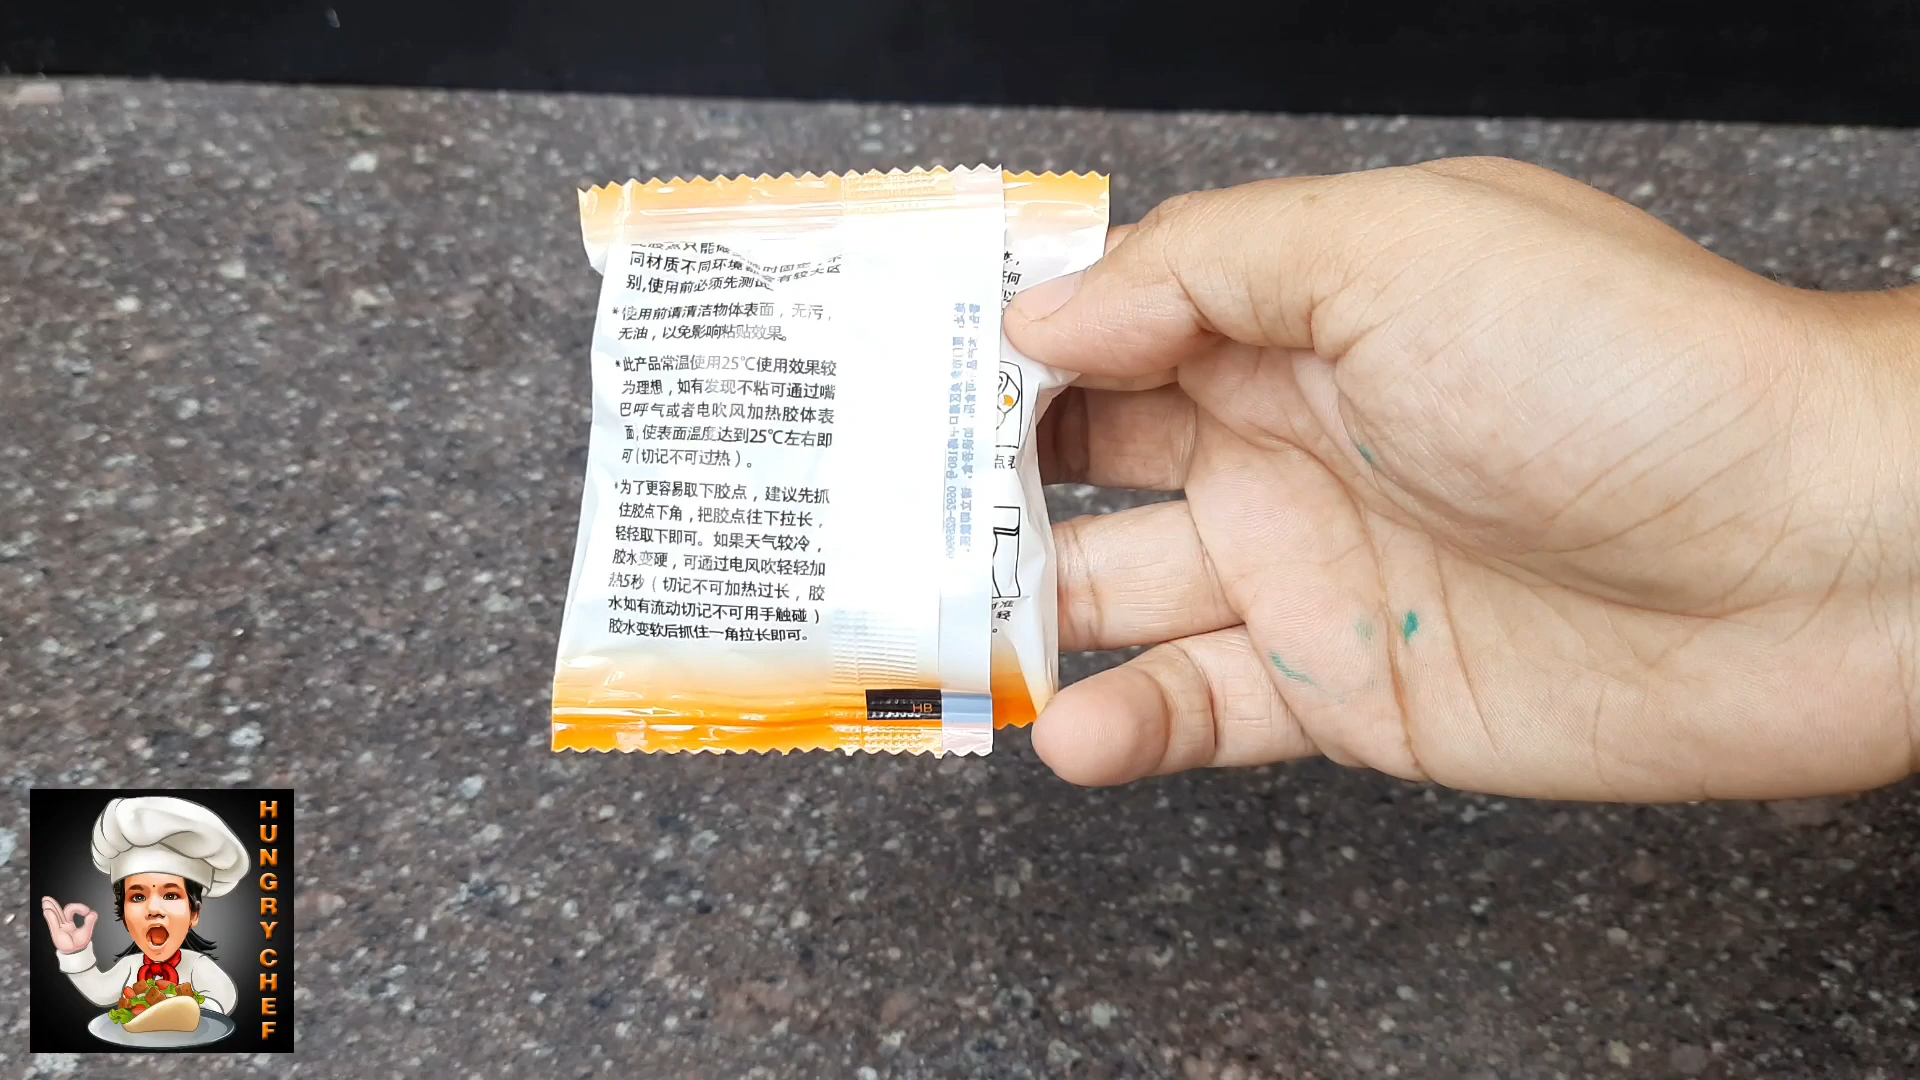 同材质不同环境
别,使用前必须先测试会有较大区
*使用前请清洁物体表面，无污，
无油，以免影响粘贴效果。
*此产品常温使用25℃使用效果较
为理想，如有发现不粘可通过嘴
巴呼气或者电吹风加热胶体表
面,使表面温度达到25℃左右即
可(切记不可过热)。
*为了更容易取下胶点，建议先抓
住胶点下角，把胶点往下拉长，
轻轻取下即可。如果天气较冷，
胶水变硬，可通过电风吹轻轻加
热5秒（切记不可加热过长，胶
水如有流动切记不可用手触碰）
胶水变软后抓住一角拉长即可。
HB
HUNGRY CHEF